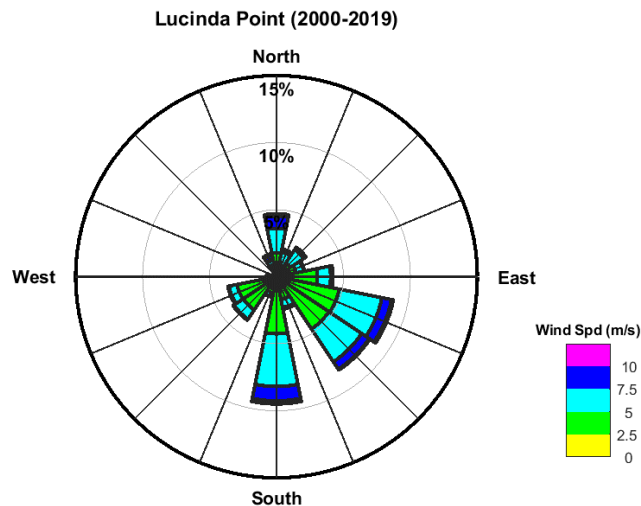 Lucinda Point (2000-2019)
North
15%
10%
5%
West
East
South
Wind Spd (m/s)
10
7.5
5
2.5
0